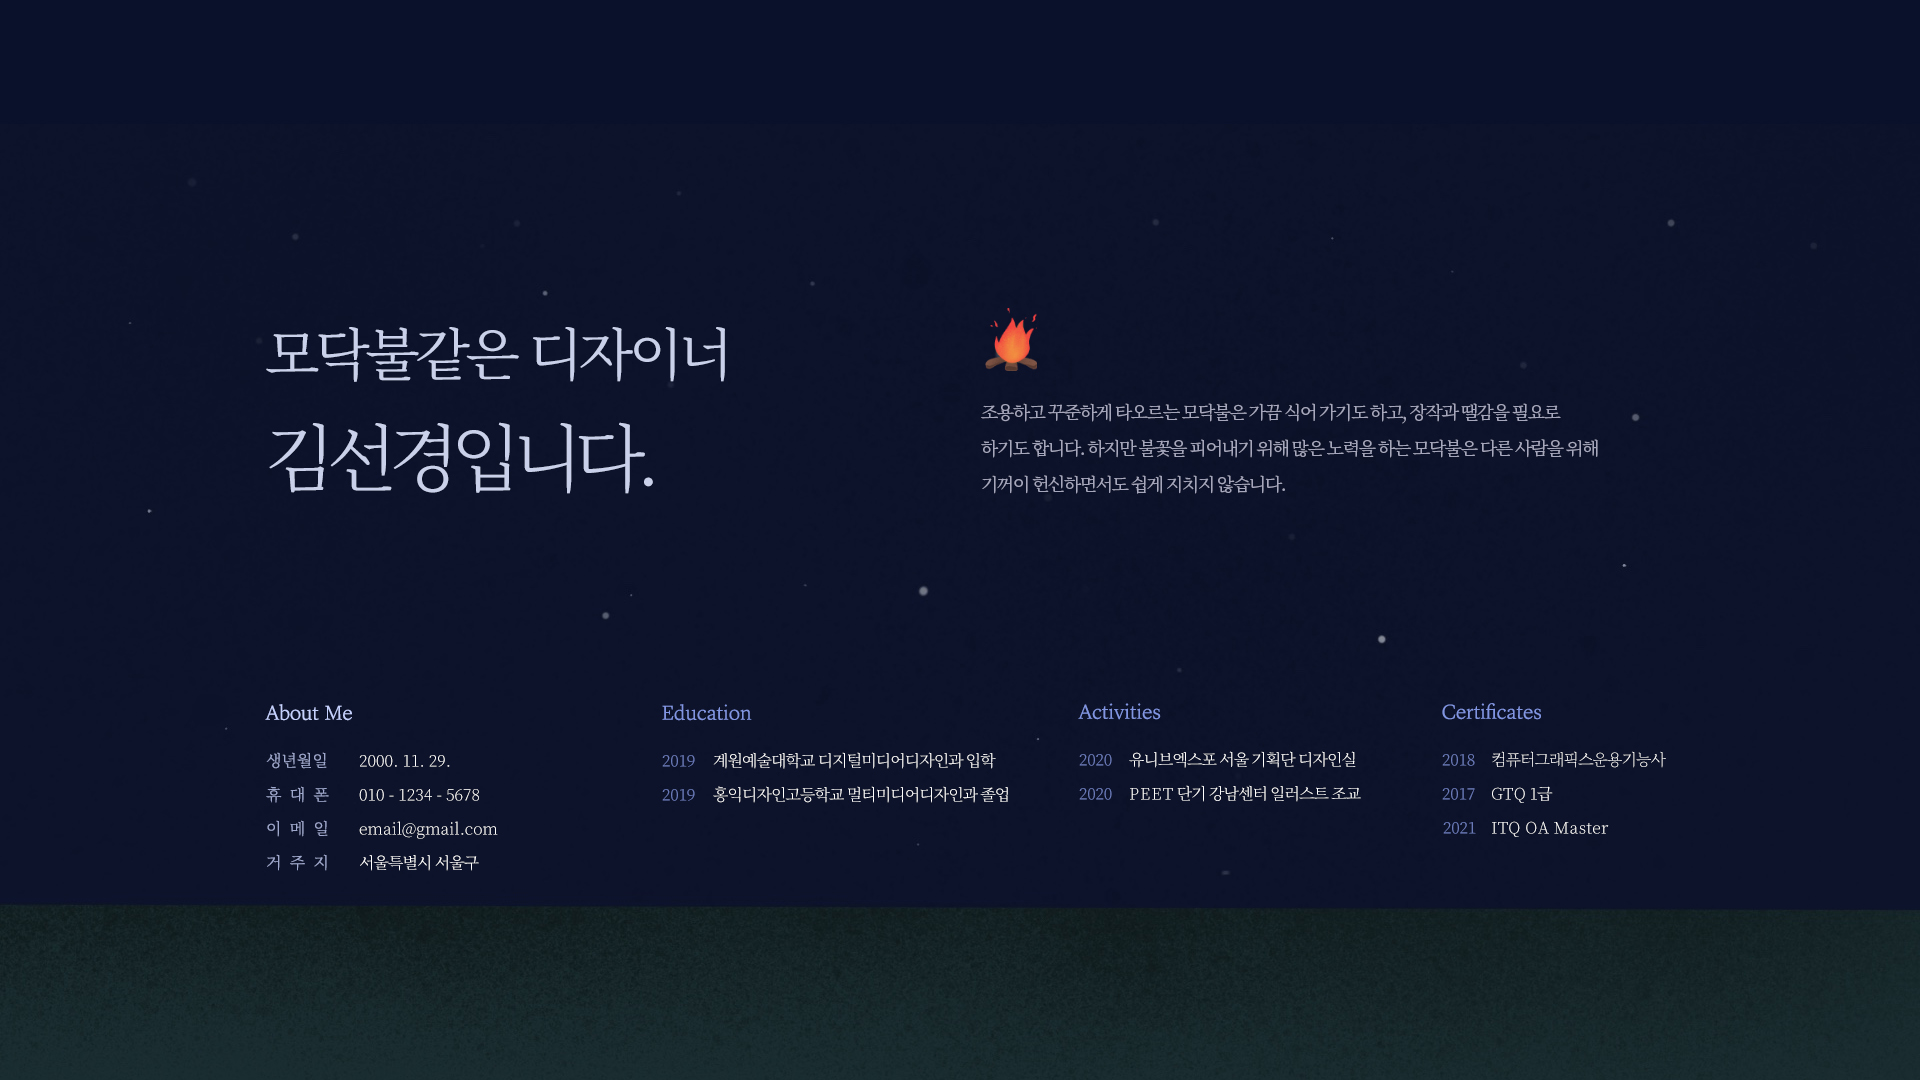 모닥불같은 디자이너
김선경입니다.
조용하고 꾸준하게 타오르는 모닥불은 가끔 식어 가기도 하고, 장작과 땔감을 필요로
하기도 합니다. 하지만 불꽃을 피어내기 위해 많은 노력을 하는 모닥불은 다른 사람을 위해
기꺼이 헌신하면서도 쉽게 지치지 않습니다.
About Me
생년월일 2000. 11. 29.
휴 대 폰 010 - 1234 - 5678
이 메 일 email@gmail.com
거 주 지 서울특별시 서울구
Education
2019 계원예술대학교 디지털미디어디자인과 입학
2019 홍익디자인고등학교 멀티미디어디자인과 졸업
Activities
2020 유니브엑스포 서울 기획단 디자인실
2020 PEET 단기 강남센터 일러스트 조교
Certificates
2018 컴퓨터그래픽스운용기능사
2017 GTQ 1급
2021 ITQ OA Master